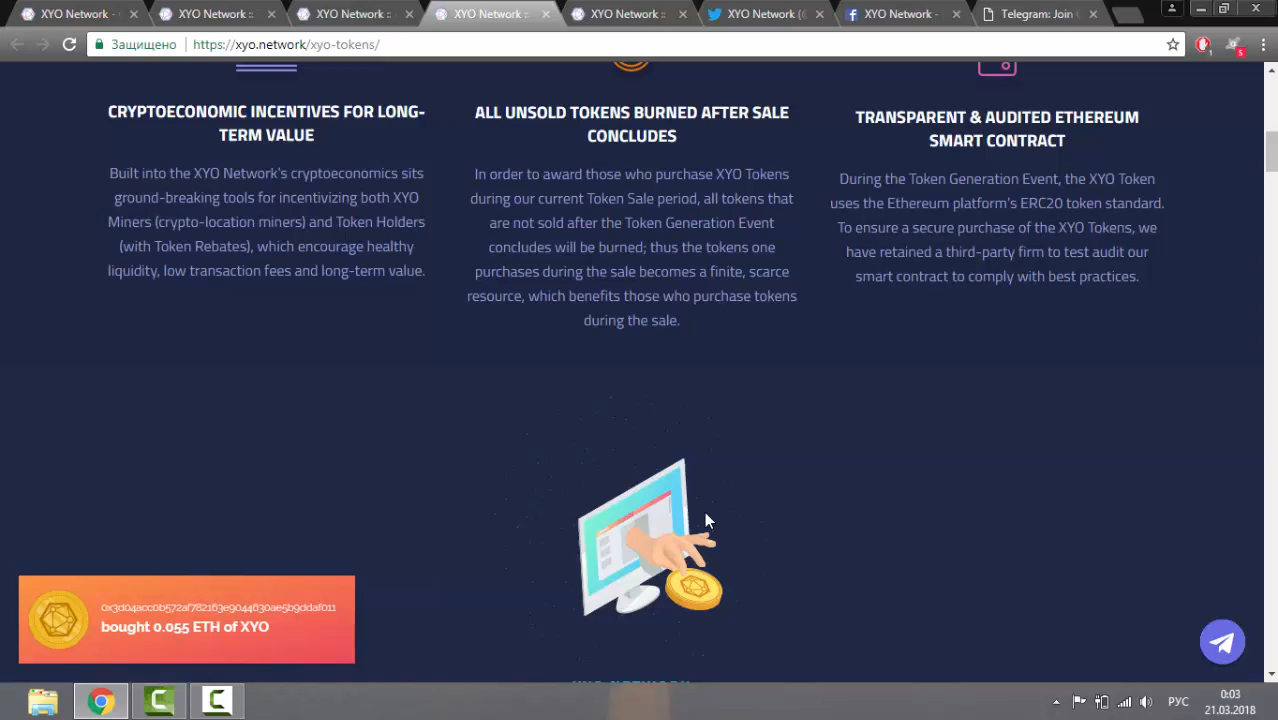 XYO Network -
XYO Network ::
XYO Network ::
XYO Network ::
XYO Network ::
XYO Network (@
XYO Network -
Telegram: Join
Защищено
https://xyo.network/xyo-tokens/
1
5
CRYPTOECONOMIC INCENTIVES FOR LONG-
TERM VALUE
Built into the XYO Network's cryptoeconomics sits
ground-breaking tools for incentivizing both XYO
Miners (crypto-location miners) and Token Holders
(with Token Rebates), which encourage healthy
liquidity, low transaction fees and long-term value.
ALL UNSOLD TOKENS BURNED AFTER SALE
CONCLUDES
In order to award those who purchase XYO Tokens
during our current Token Sale period, all tokens that
are not sold after the Token Generation Event
concludes will be burned; thus the tokens one
purchases during the sale becomes a finite, scarce
resource, which benefits those who purchase tokens
during the sale.
TRANSPARENT & AUDITED ETHEREUM
SMART CONTRACT
During the Token Generation Event, the XYO Token
uses the Ethereum platform's ERC20 token standard.
To ensure a secure purchase of the XYO Tokens, we
have retained a third-party firm to test audit our
smart contract to comply with best practices.
0x3d04acc0b572af782163e9044630ae5b9ddaf011
bought 0.055 ETH of XYO
РУС
0:03
21.03.2018